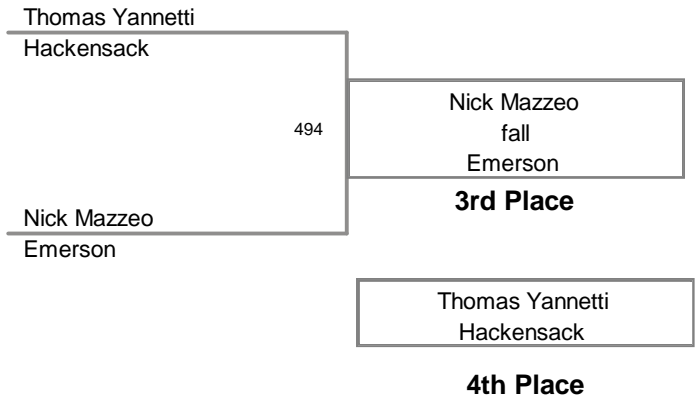 Thomas Yannetti
Hackensack
494
Nick Mazzeo
fall
Emerson
3rd Place
Nick Mazzeo
Emerson
Thomas Yannetti
Hackensack
4th Place